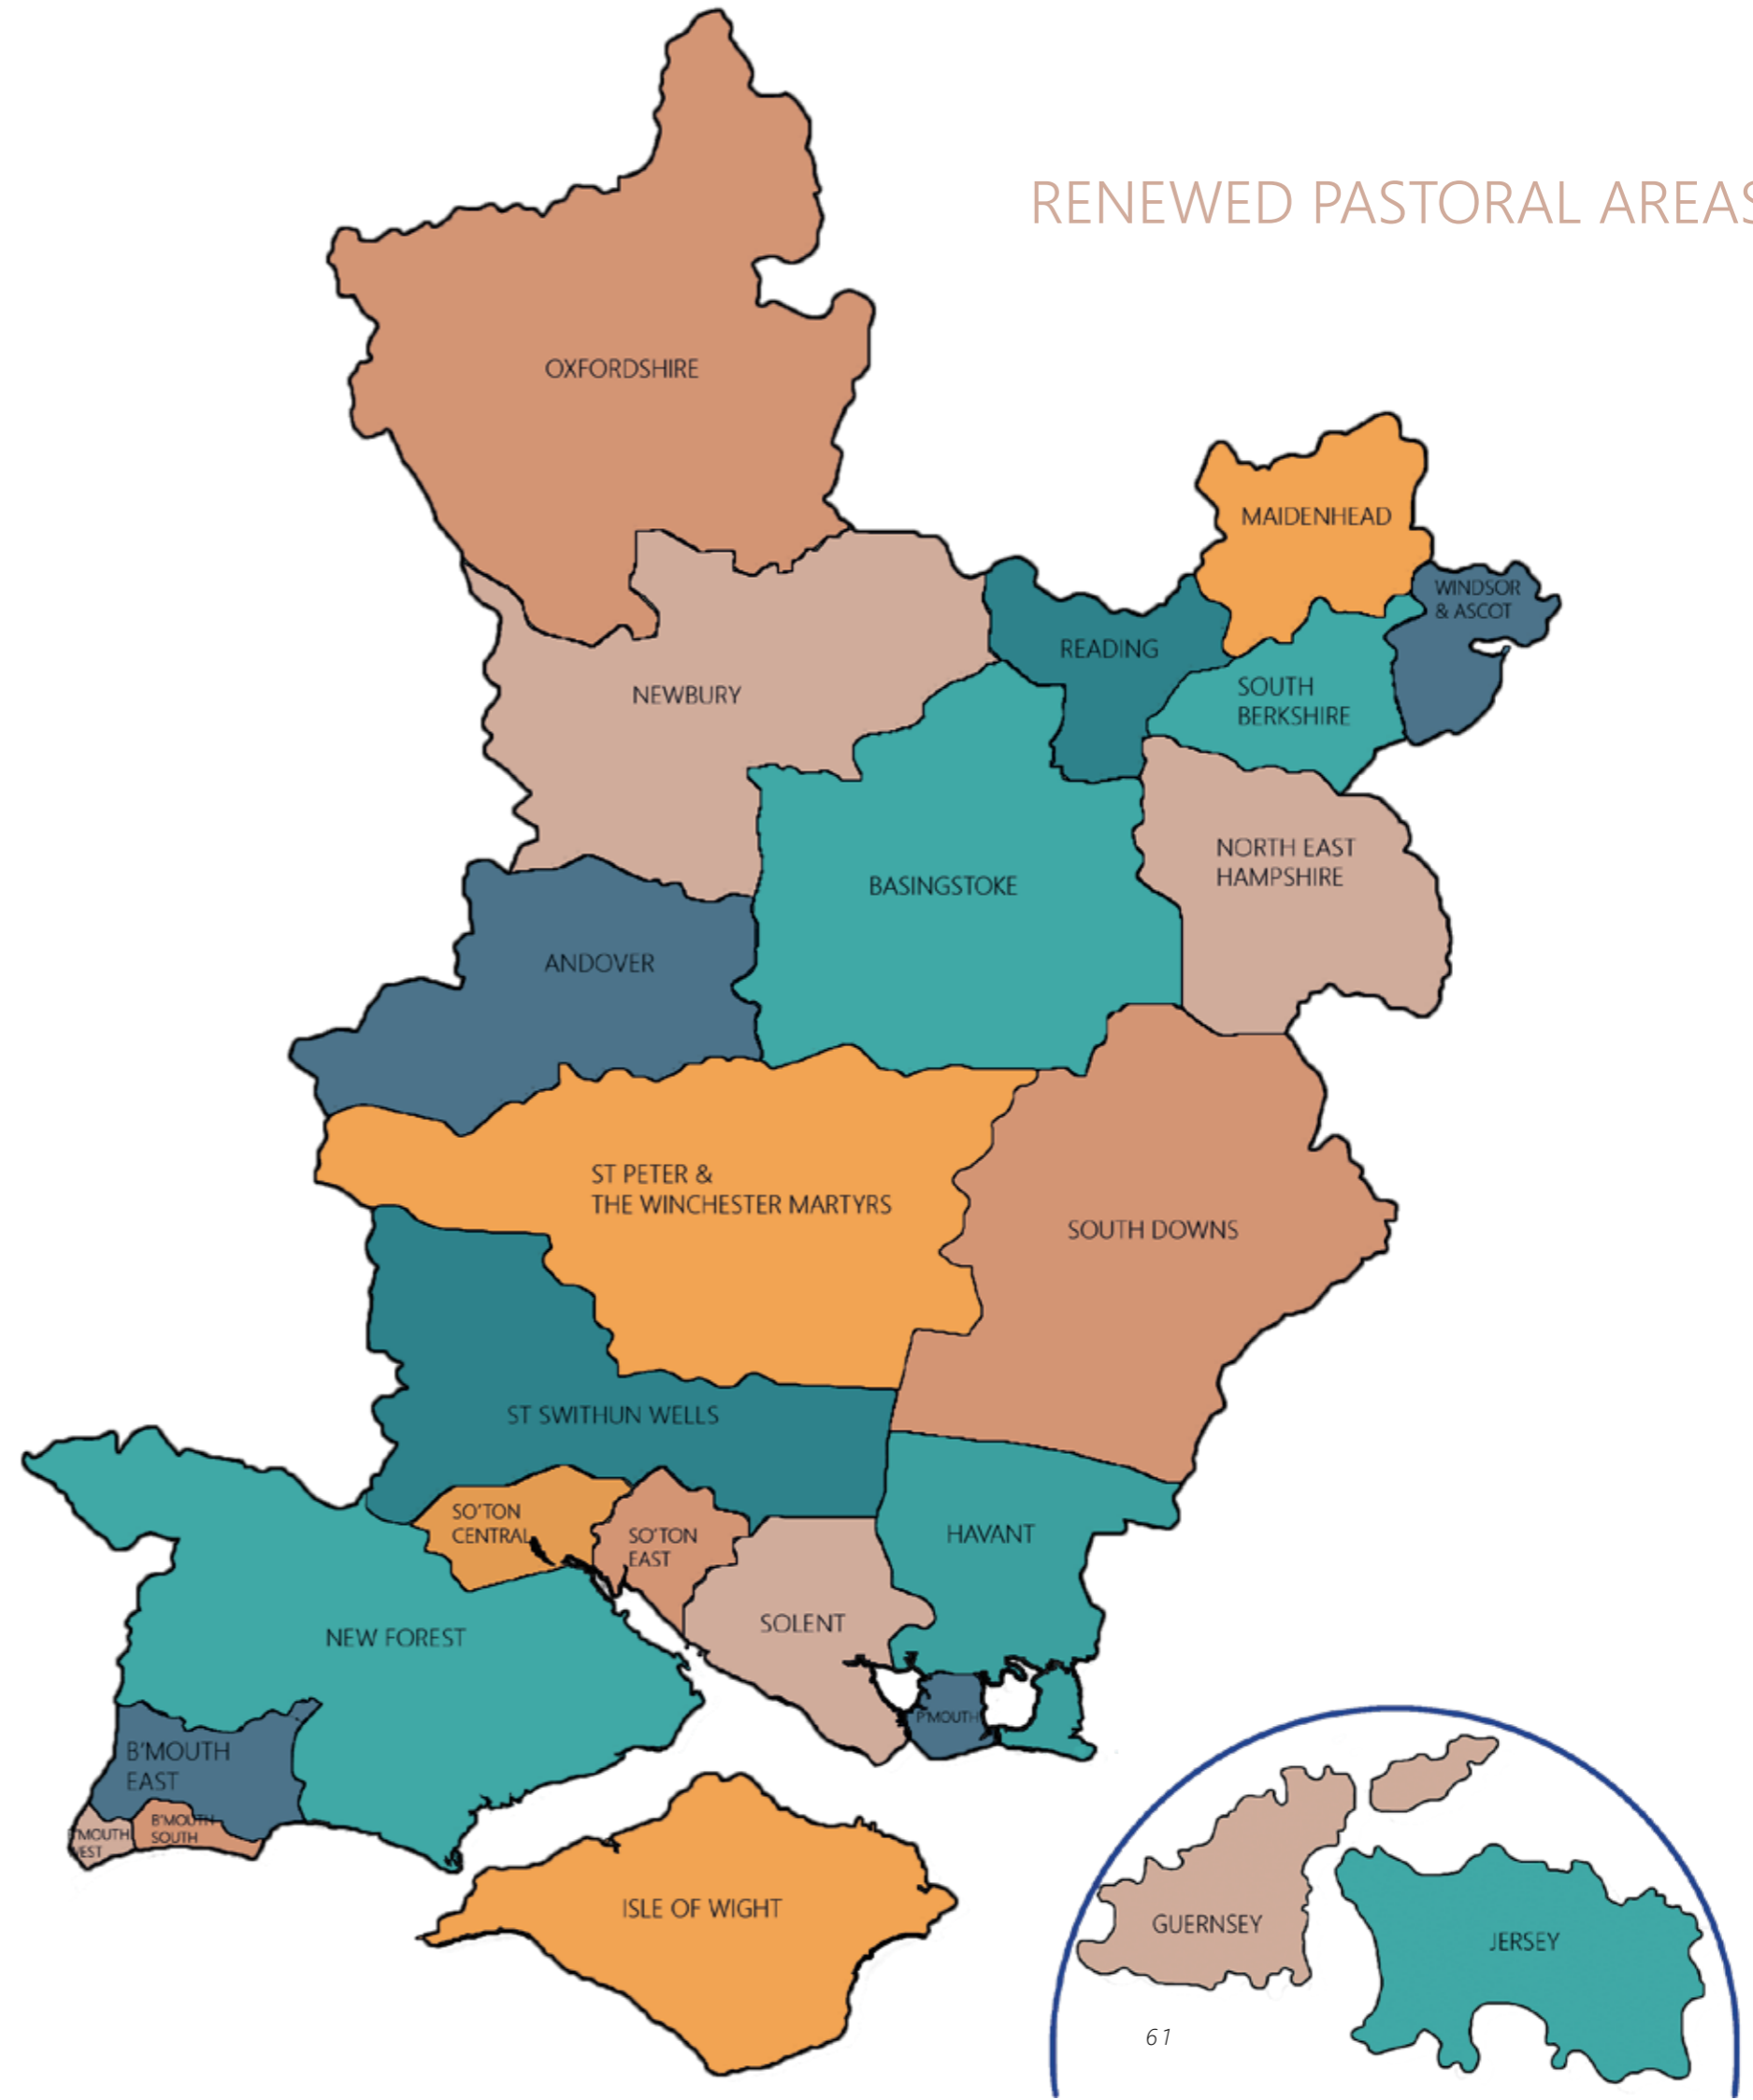 RENEWED PASTORAL AREAS
OXFORDSHIRE
MAIDENHEAD
WINDSOR
& ASCOT
READING
SOUTH
BERKSHIRE
NEWBURY
NORTH EAST
HAMPSHIRE
BASINGSTOKE
ANDOVER
ST PETER &
THE WINCHESTER MARTYRS
SOUTH DOWNS
ST SWITHUN WELLS
SO'TON
CENTRAL
SO'TON
EAST
HAVANT
SOLENT
NEW FOREST
P'MOUTH
B'MOUTH
EAST
B'MOUTH
SOUTH
'MOUTH
EST
ISLE OF WIGHT
GUERNSEY
JERSEY
61